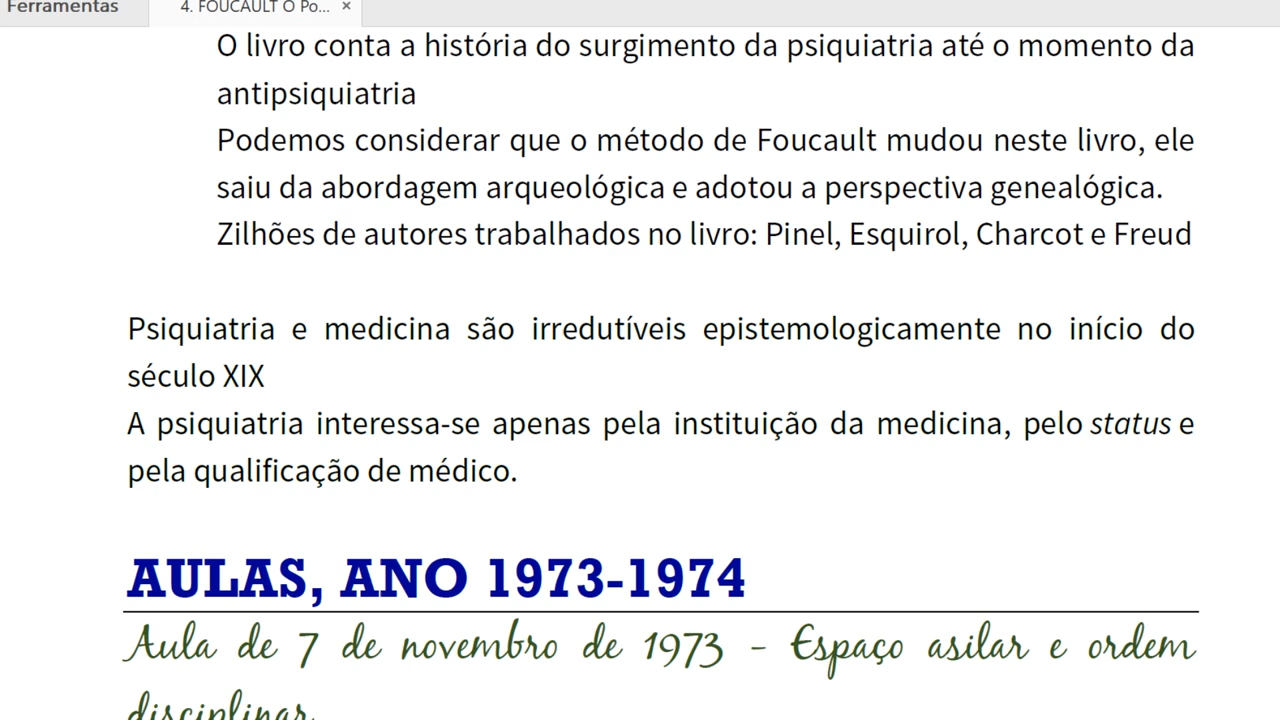 Ferramentas
4. FOUCAULT O Po... ×
O livro conta a história do surgimento da psiquiatria até o momento da
antipsiquiatria
Podemos considerar que o método de Foucault mudou neste livro, ele
saiu da abordagem arqueológica e adotou a perspectiva genealógica.
Zilhões de autores trabalhados no livro: Pinel, Esquirol, Charcot e Freud
Psiquiatria e medicina são irredutíveis epistemologicamente no início do
século XIX
A psiquiatria interessa-se apenas pela instituição da medicina, pelo status e
pela qualificação de médico.
AULAS, ANO 1973-1974
Aula de 7 de novembro de 1973 - Espaço asilar e ordem
disciplinar